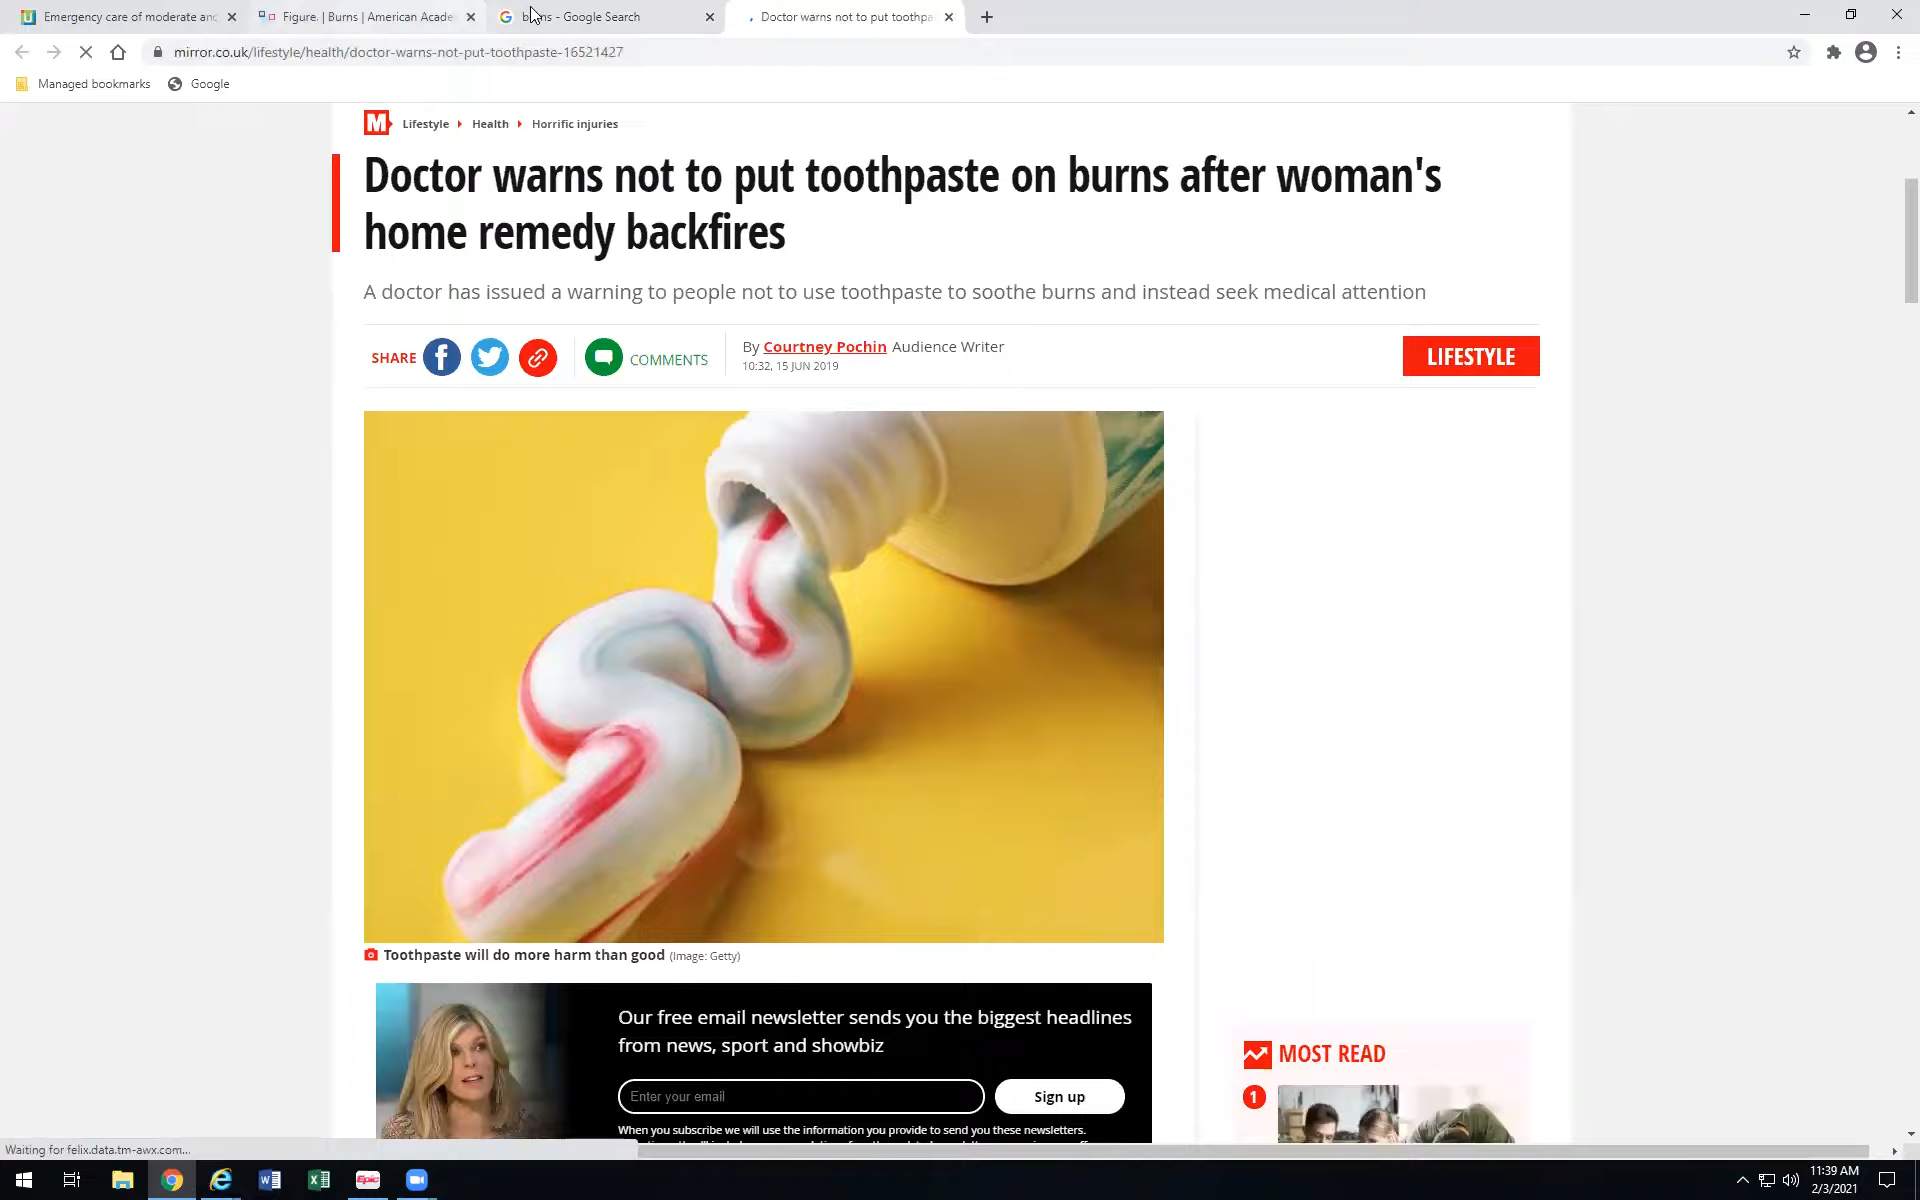 Emergency care of moderate and
Figure. | Burns | American Acade
- Google Search
Doctor warns not to put toothpa
mirror.co.uk/lifestyle/health/doctor-warns-not-put-toothpaste-16521427
Managed bookmarks
Google
M
Lifestyle
Health
Horrific injuries
Doctor warns not to put toothpaste on burns after woman's
home remedy backfires
A doctor has issued a warning to people not to use toothpaste to soothe burns and instead seek medical attention
SHARE
COMMENTS
By Courtney Pochin Audience Writer
10:32, 15 JUN 2019
LIFESTYLE
Toothpaste will do more harm than good (Image: Getty)
Our free email newsletter sends you the biggest headlines
from news, sport and showbiz
Enter your email
Sign up
When you subscribe we will use the information you provide to send you these newsletters.
MOST READ
1
Waiting for felix.data.tm-awx.com...
Epic
11:39 AM
2/3/2021